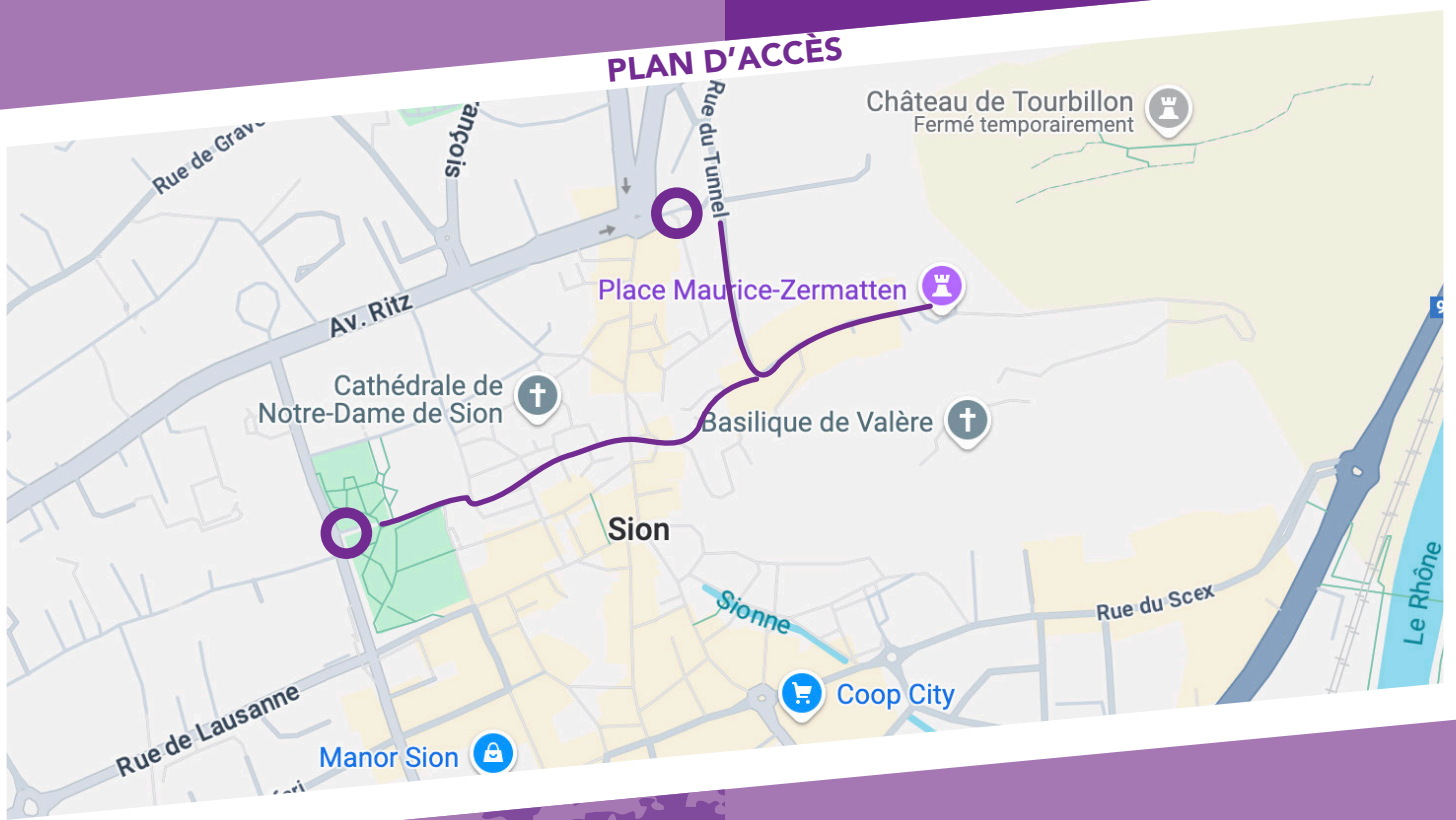 PLAN D'ACCÈS
Château de Tourbillon
Fermé temporairement
Rue du Tunnel
Rue de Grav
ançois
Place Maurice-Zermatten
Av. Ritz
Cathédrale de
Notre-Dame de Sion
Basilique de Valère
Sion
Sionne
Rue du Scex
Le Rhône
9
Coop City
Rue de Lausanne
Manor Sion